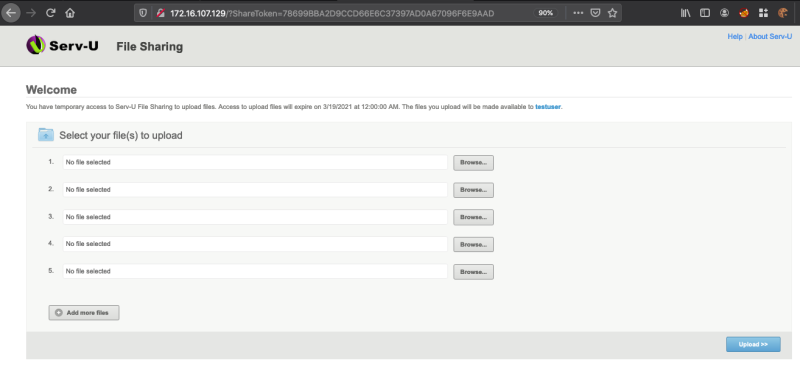 172.16.107.129/?ShareToken=78699BBA2D9CCD66E6C37397AD0A67096F6E9AAD 90%
Serv-U File Sharing
Help | About Serv-U
Welcome
You have temporary access to Serv-U File Sharing to upload files. Access to upload files will expire on 3/19/2021 at 12:00:00 AM. The files you upload will be made available to testuser.
Select your file(s) to upload
1. No file selected Browse...
2. No file selected Browse...
3. No file selected Browse...
4. No file selected Browse...
5. No file selected Browse...
Add more files
Upload >>